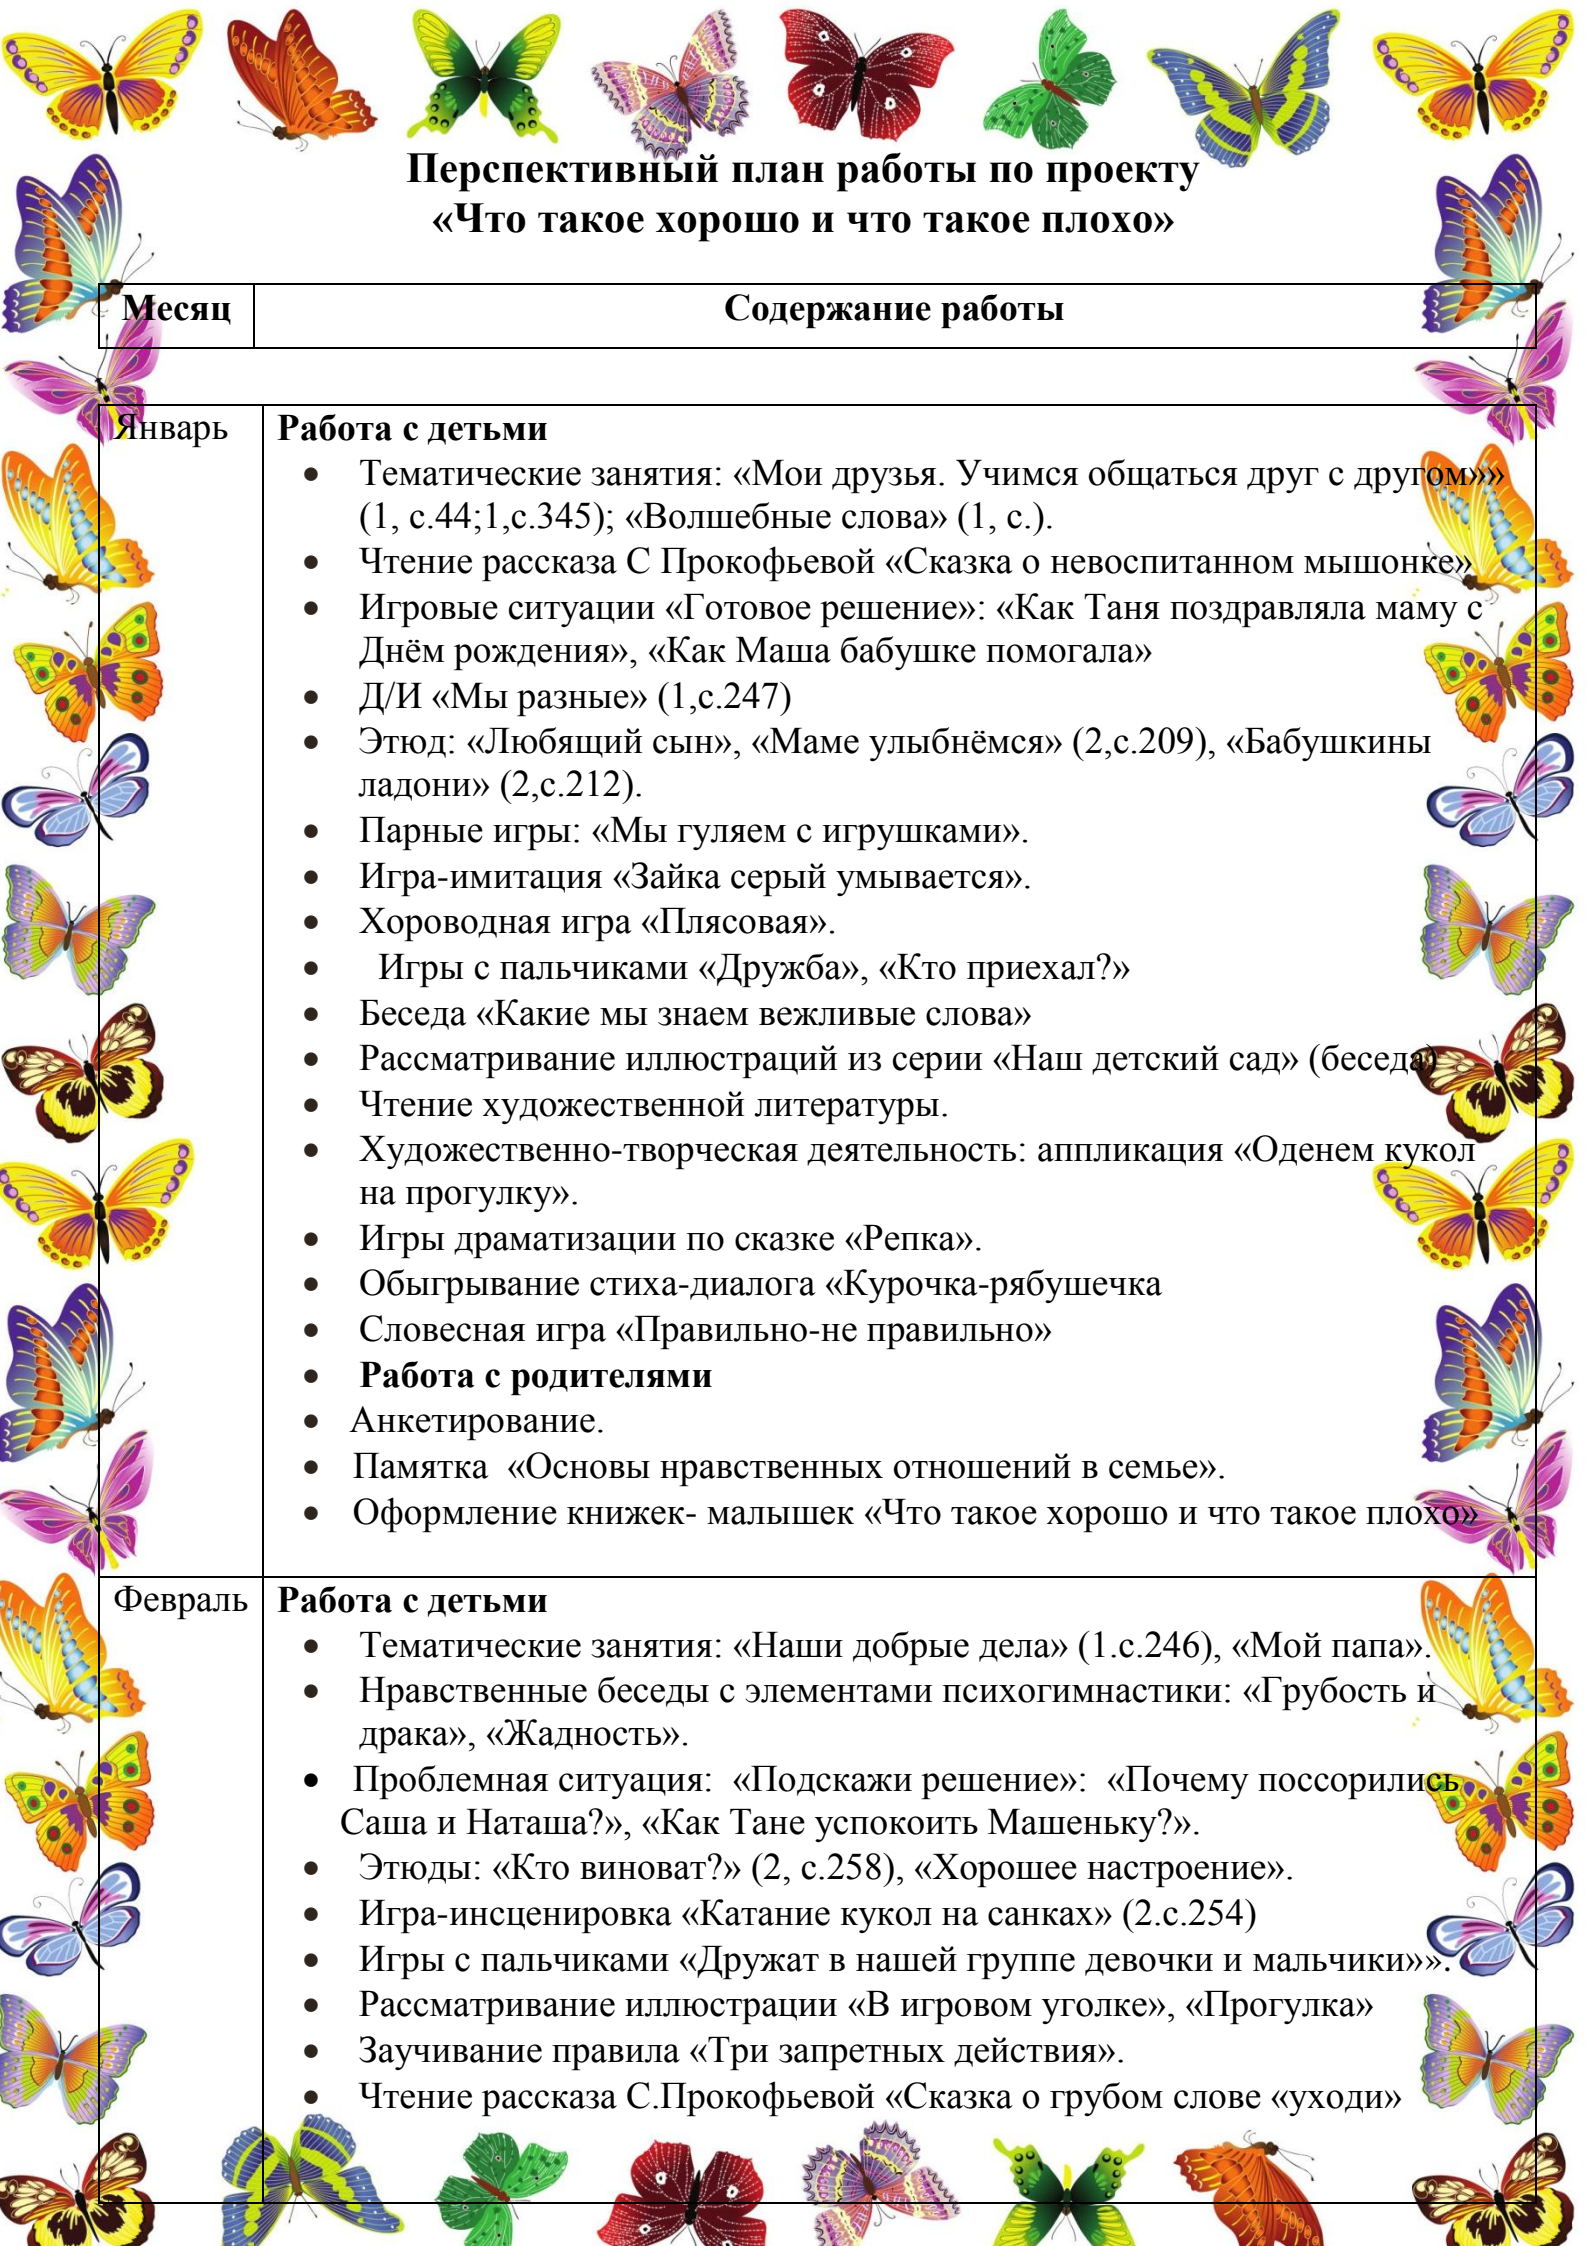 Перспективный план работы по проекту
«Что такое хорошо и что такое плохо»
Месяц
Содержание работы
Январь
Работа с детьми
• Тематические занятия: «Мои друзья. Учимся общаться друг с другом»»
(1, с.44;1,с.345); «Волшебные слова» (1, с.).
• Чтение рассказа С Прокофьевой «Сказка о невоспитанном мышонке»
• Игровые ситуации «Готовое решение»: «Как Таня поздравляла маму с
Днём рождения», «Как Маша бабушке помогала»
• Д/И «Мы разные» (1,с.247)
• Этюд: «Любящий сын», «Маме улыбнёмся» (2,с.209), «Бабушкины
ладони» (2,с.212).
• Парные игры: «Мы гуляем с игрушками».
• Игра-имитация «Зайка серый умывается».
• Хороводная игра «Плясовая».
• Игры с пальчиками «Дружба», «Кто приехал?»
• Беседа «Какие мы знаем вежливые слова»
• Рассматривание иллюстраций из серии «Наш детский сад» (беседа)
• Чтение художественной литературы.
• Художественно-творческая деятельность: аппликация «Оденем кукол
на прогулку».
• Игры драматизации по сказке «Репка».
• Обыгрывание стиха-диалога «Курочка-рябушечка
• Словесная игра «Правильно-не правильно»
• Работа с родителями
• Анкетирование.
• Памятка «Основы нравственных отношений в семье».
• Оформление книжек- малышек «Что такое хорошо и что такое плохо»
Февраль
Работа с детьми
• Тематические занятия: «Наши добрые дела» (1.с.246), «Мой папа».
• Нравственные беседы с элементами психогимнастики: «Грубость и
драка», «Жадность».
• Проблемная ситуация: «Подскажи решение»: «Почему поссорились
Саша и Наташа?», «Как Тане успокоить Машеньку?».
• Этюды: «Кто виноват?» (2, с.258), «Хорошее настроение».
• Игра-инсценировка «Катание кукол на санках» (2.с.254)
• Игры с пальчиками «Дружат в нашей группе девочки и мальчики»».
• Рассматривание иллюстрации «В игровом уголке», «Прогулка»
• Заучивание правила «Три запретных действия».
• Чтение рассказа С.Прокофьевой «Сказка о грубом слове «уходи»